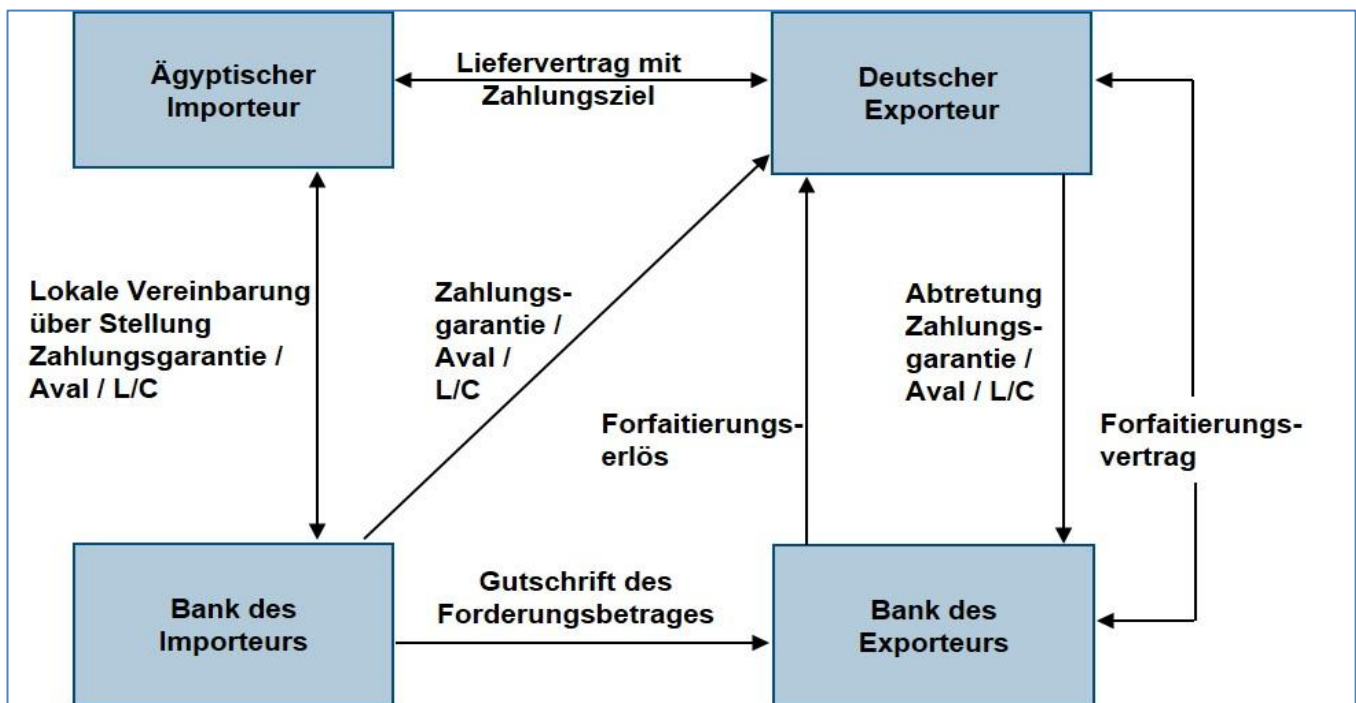 Ägyptischer
Importeur
Liefervertrag mit
Zahlungsziel
Deutscher
Exporteur
Lokale Vereinbarung
über Stellung
Zahlungsgarantie /
Aval / L/C
Zahlungs-
garantie /
Aval /
L/C
Forfaitierungs-
erlös
Abtretung
Zahlungs-
garantie /
Aval / L/C
Forfaitierungs-
vertrag
Bank des
Importeurs
Gutschrift des
Forderungsbetrages
Bank des
Exporteurs